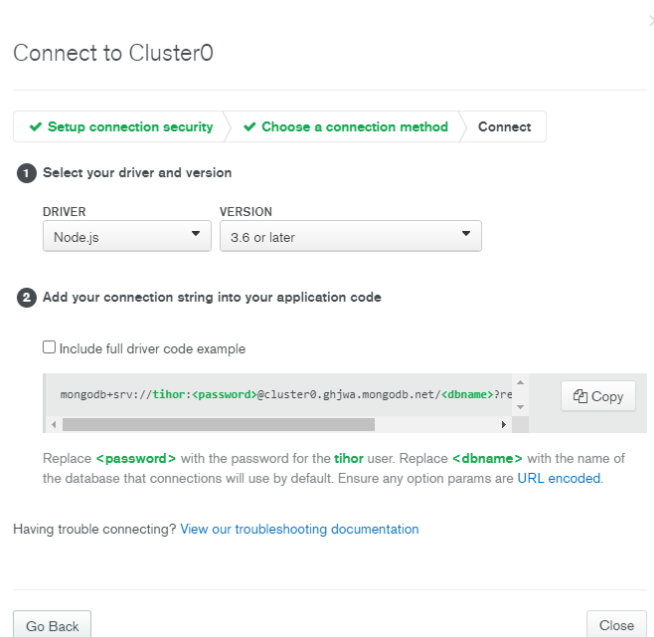 Connect to Cluster0
✔ Setup connection security ✔ Choose a connection method Connect
1 Select your driver and version
DRIVER VERSION
Node.js 3.6 or later
2 Add your connection string into your application code
Include full driver code example
mongodb+srv://tihor:<password>@cluster0.ghjwa.mongodb.net/<dbname>?re
Copy
Replace <password> with the password for the tihor user. Replace <dbname> with the name of
the database that connections will use by default. Ensure any option params are URL encoded.
Having trouble connecting? View our troubleshooting documentation
Go Back Close